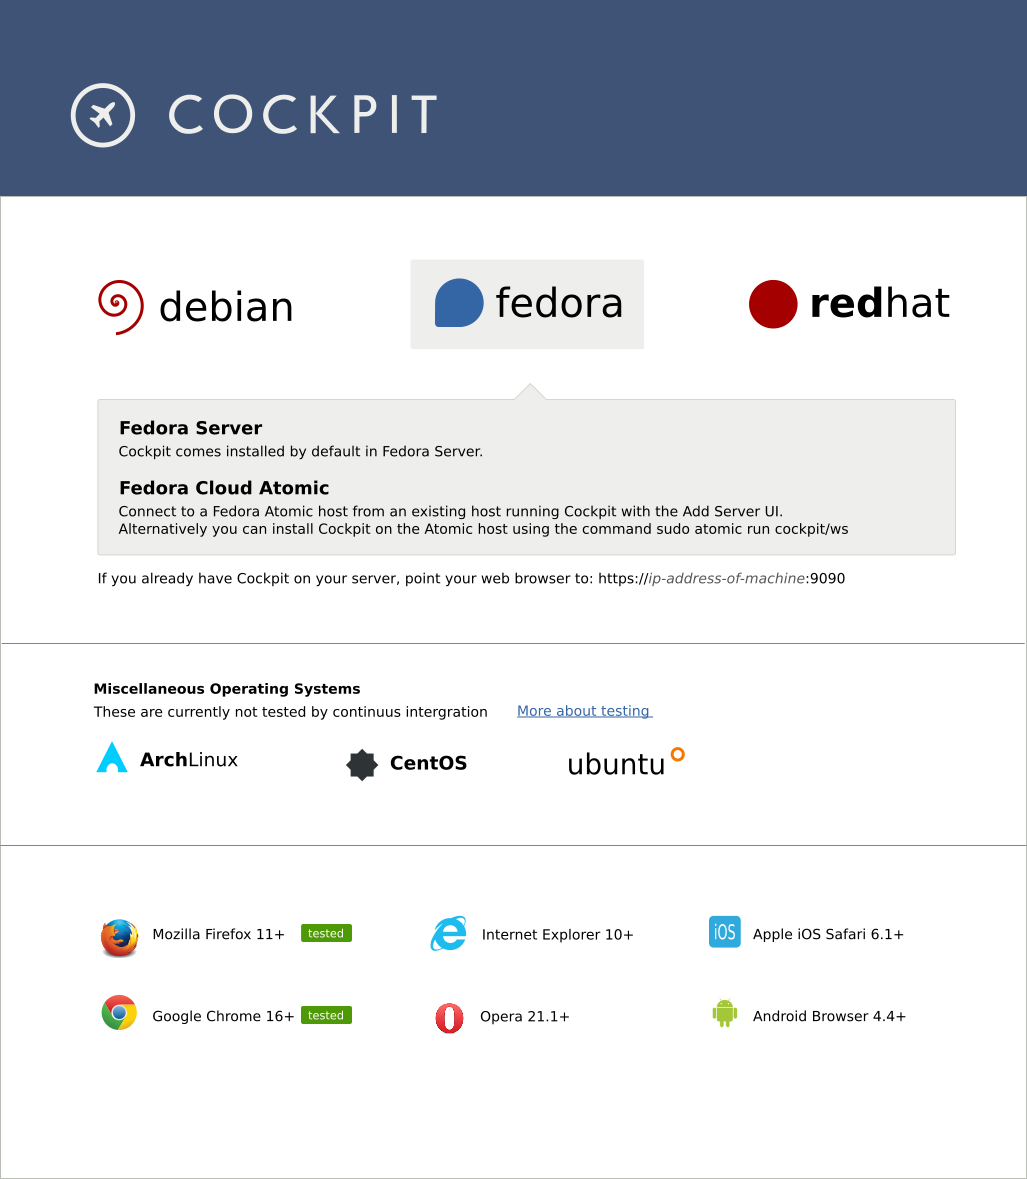 COCKPIT
debian
fedora
redhat
Fedora Server
Cockpit comes installed by default in Fedora Server.
Fedora Cloud Atomic
Connect to a Fedora Atomic host from an existing host running Cockpit with the Add Server UI.
Alternatively you can install Cockpit on the Atomic host using the command sudo atomic run cockpit/ws
If you already have Cockpit on your server, point your web browser to: https://ip-address-of-machine:9090
Miscellaneous Operating Systems
These are currently not tested by continuus intergration More about testing
ArchLinux
CentOS
ubuntu
Mozilla Firefox 11+ tested
Internet Explorer 10+
iOS Apple iOS Safari 6.1+
Google Chrome 16+ tested
Opera 21.1+
Android Browser 4.4+